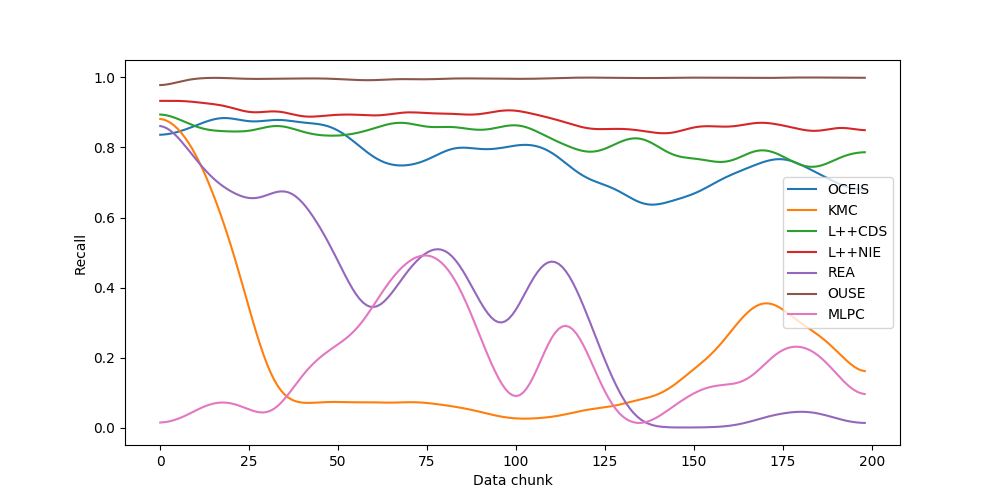 1.0
0.8
0.6
0.4
0.2
0.0
Recall
0 25 50 75 100 125 150 175 200
Data chunk
OCEIS
KMC
L++CDS
L++NIE
REA
OUSE
MLPC